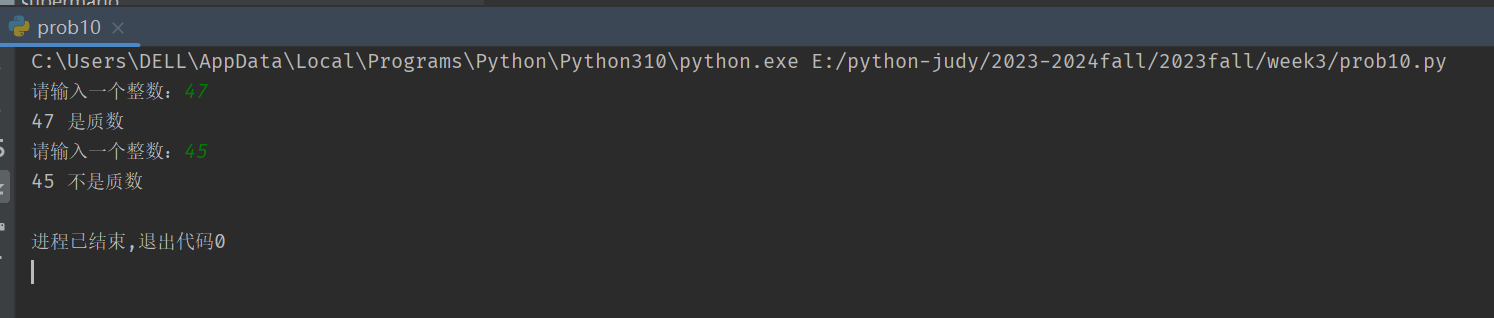 supermario
prob10
C:\Users\DELL\AppData\Local\Programs\Python\Python310\python.exe E:/python-judy/2023-2024fall/2023fall/week3/prob10.py
请输入一个整数：47
47 是质数
请输入一个整数：45
45 不是质数
进程已结束,退出代码0